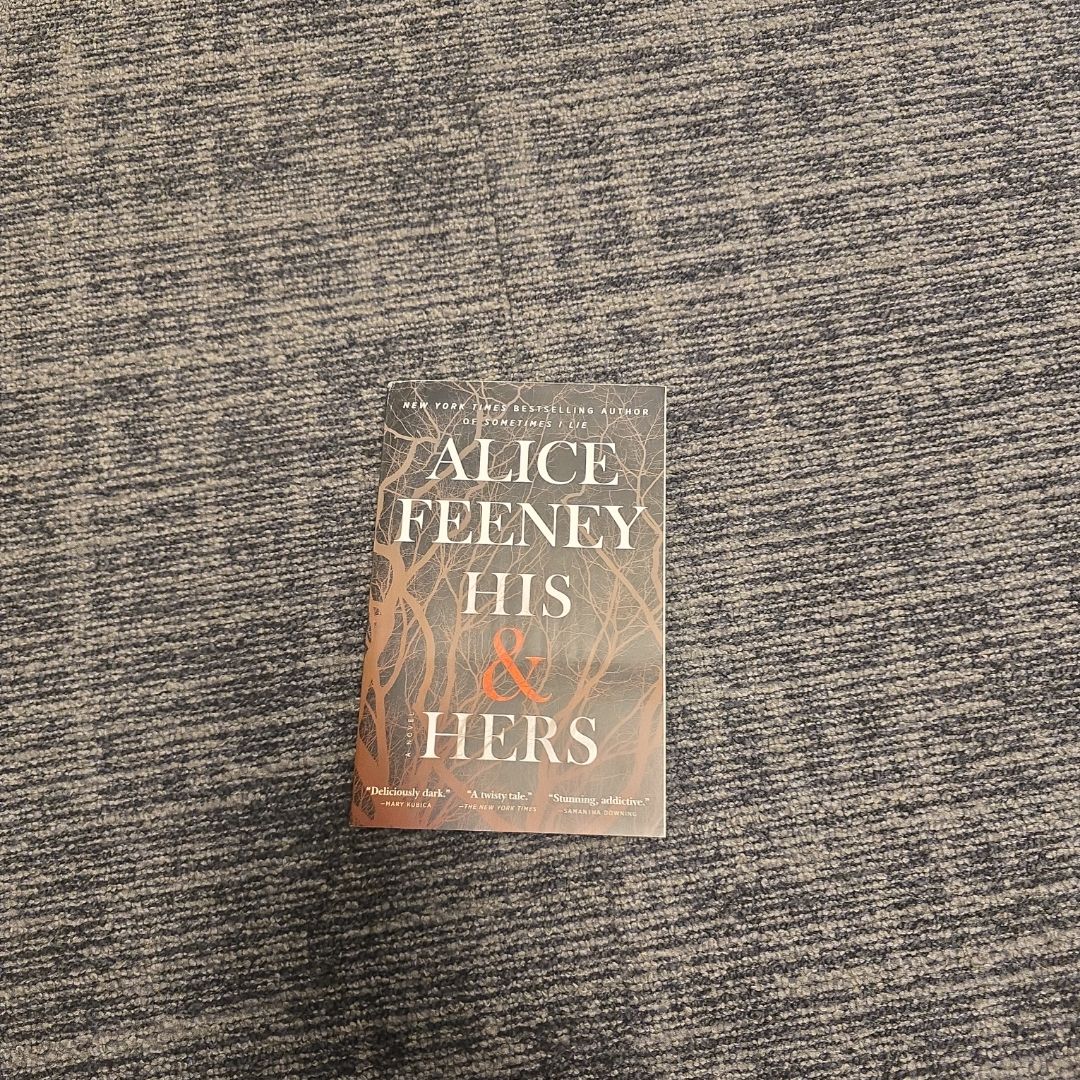 NEW YORK TIMES BESTSELLING AUTHOR
OF SOMETIMES I LIE
ALICE
FEENEY
HIS
&
HERS
A NOVEL
“Deliciously dark.”
—MARY KUBICA
“A twisty tale.”
—THE NEW YORK TIMES
“Stunning, addictive.”
—SAMANTHA DOWNING